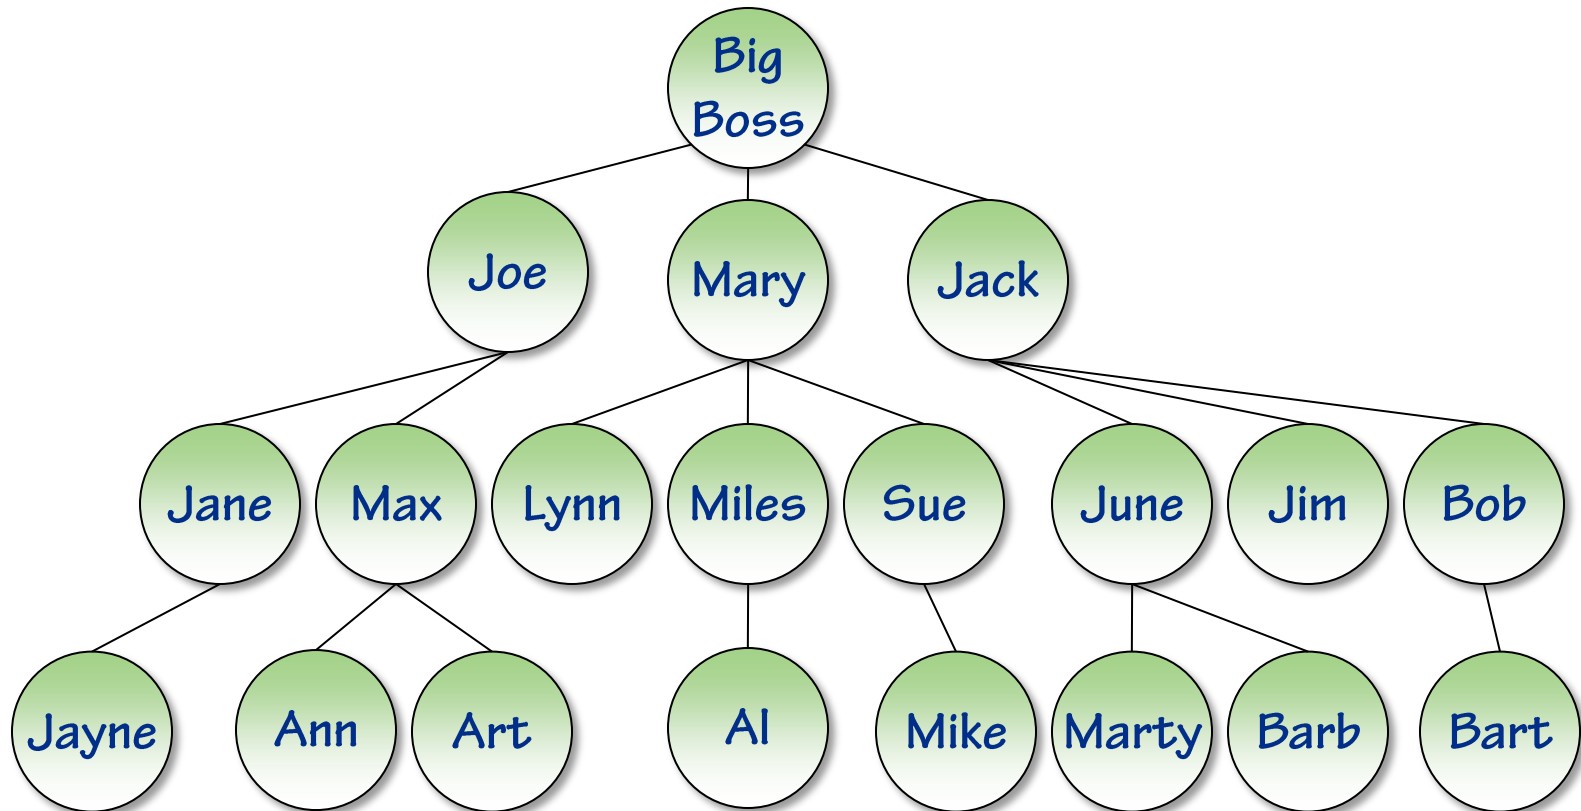 Big
Boss
Joe
Mary
Jack
Jane
Max
Lynn
Miles
Sue
June
Jim
Bob
Jayne
Ann
Art
Al
Mike
Marty
Barb
Bart